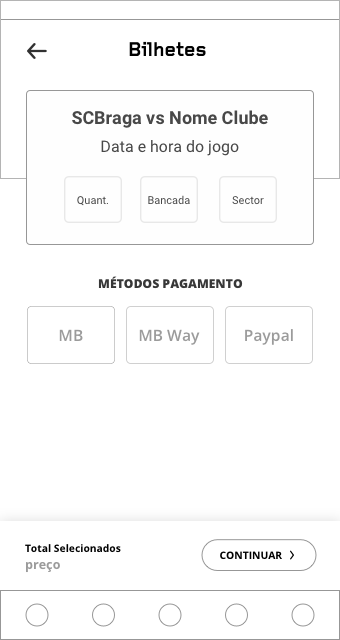 Bilhetes
SCBraga vs Nome Clube
Data e hora do jogo
Quant.
Bancada
Sector
MÉTODOS PAGAMENTO
MB
MB Way
Paypal
Total Selecionados
preço
CONTINUAR